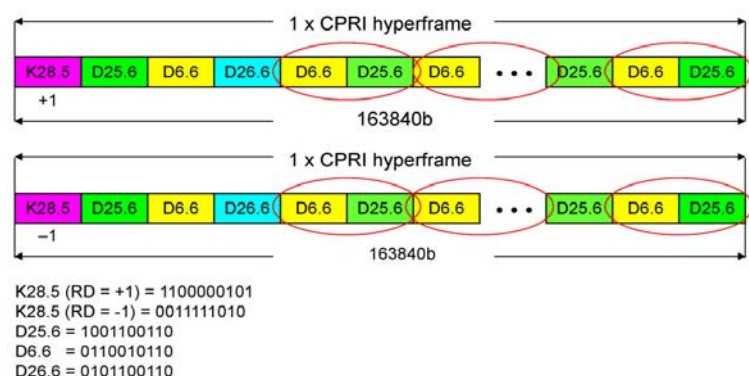 1 x CPRI hyperframe
K28.5 D25.6 D6.6 D26.6 D6.6 D25.6 D6.6 • • • D25.6 D6.6 D25.6
+1
163840b
1 x CPRI hyperframe
K28.5 D25.6 D6.6 D26.6 D6.6 D25.6 D6.6 • • • D25.6 D6.6 D25.6
–1
163840b
K28.5 (RD = +1) = 1100000101
K28.5 (RD = -1) = 0011111010
D25.6 = 1001100110
D6.6 = 0110010110
D26.6 = 0101100110